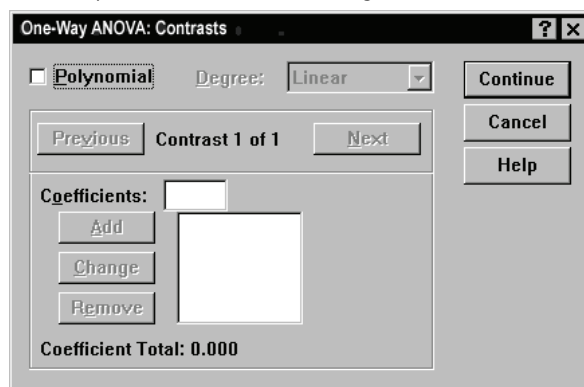 One-Way ANOVA: Contrasts
Polynomial Degree: Linear
Continue
Previous Contrast 1 of 1 Next
Cancel
Help
Coefficients:
Add
Change
Remove
Coefficient Total: 0.000